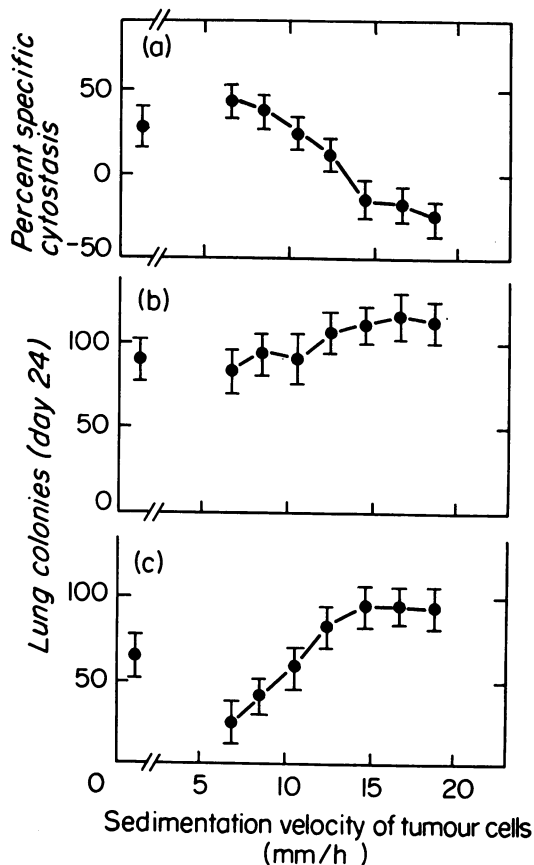 (a)
Percent specific
cytostasis
50
0
-50
(b)
Lung colonies (day 24)
100
50
0
(c)
100
50
0
5
10
15
20
Sedimentation velocity of tumour cells
(mm/h)